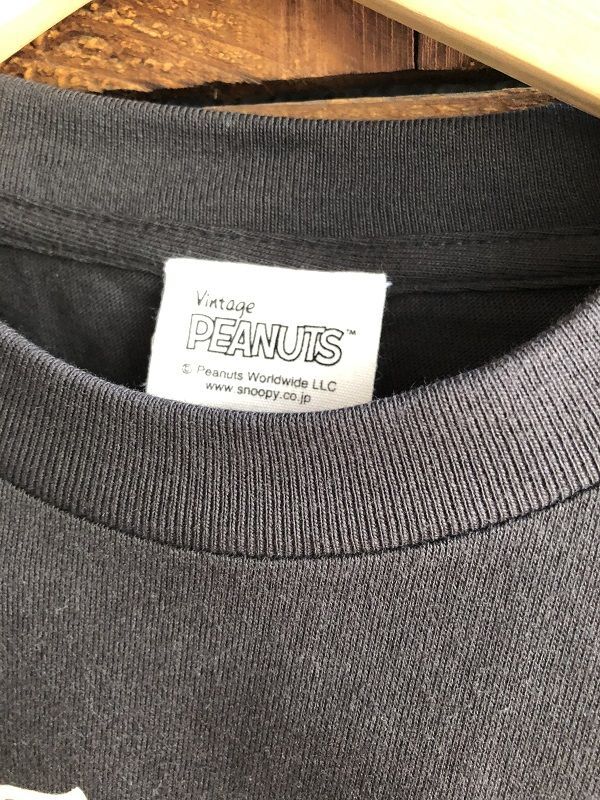 Vintage
PEANUTS™
© Peanuts Worldwide LLC
www.snoopy.co.jp